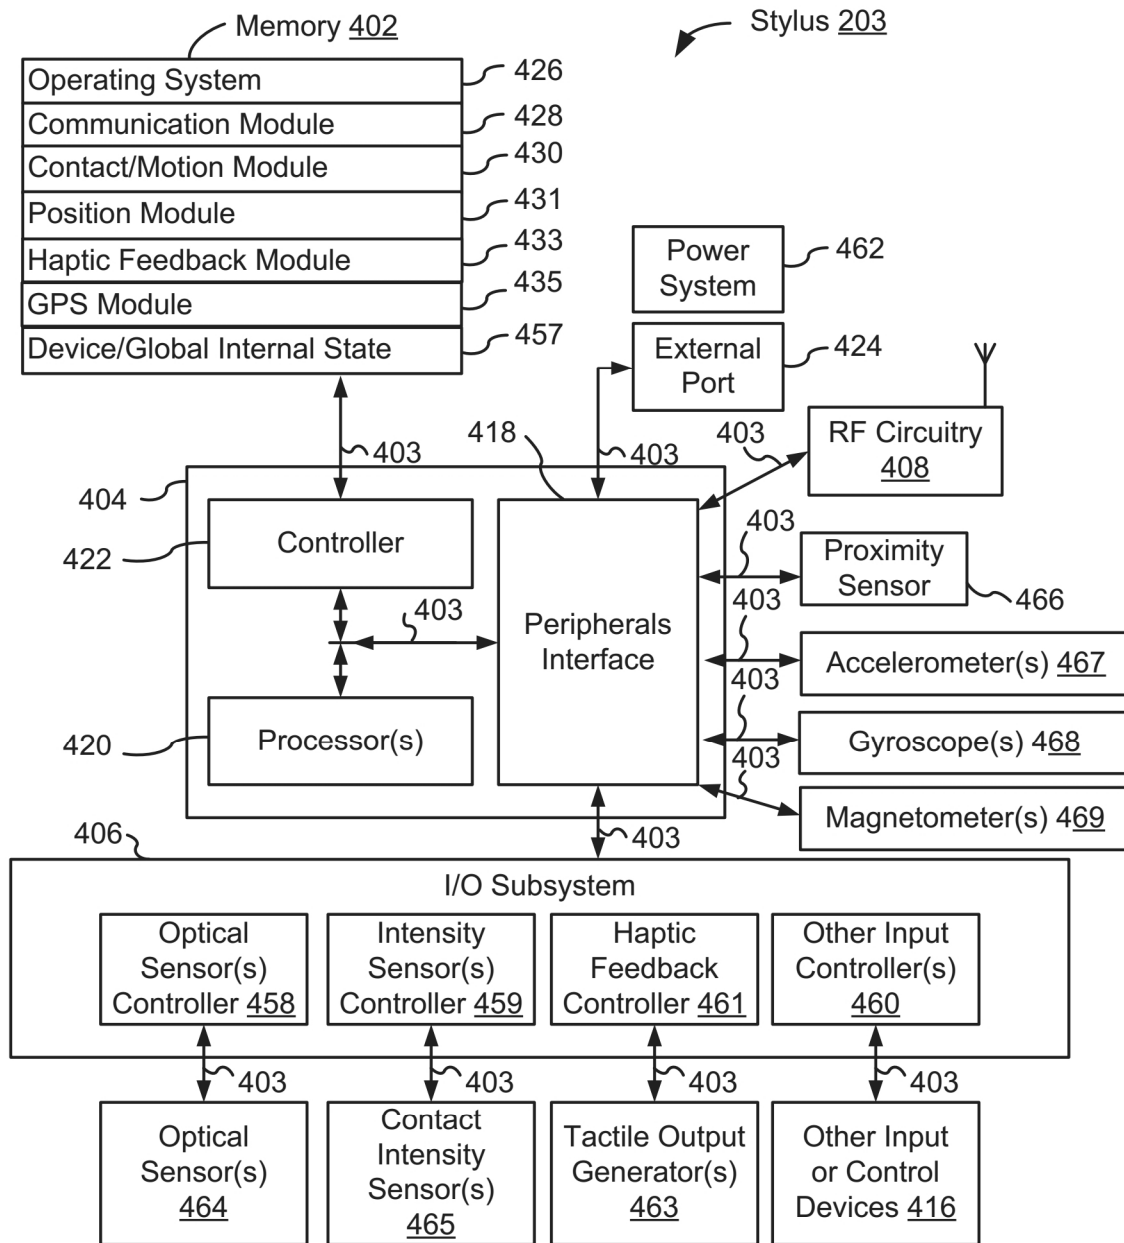 Memory 402
Stylus 203
Operating System 426
Communication Module 428
Contact/Motion Module 430
Position Module 431
Haptic Feedback Module 433
GPS Module 435
Device/Global Internal State 457
Power
System
462
External
Port
424
RF Circuitry
408
403
418
403
403
404
Controller
422
403
Peripherals
Interface
Processor(s)
420
403
Proximity
Sensor
466
403
Accelerometer(s) 467
403
Gyroscope(s) 468
403
Magnetometer(s) 469
403
406
I/O Subsystem
Optical
Sensor(s)
Controller 458
Intensity
Sensor(s)
Controller 459
Haptic
Feedback
Controller 461
Other Input
Controller(s)
460
403
403
403
403
Optical
Sensor(s)
464
Contact
Intensity
Sensor(s)
465
Tactile Output
Generator(s)
463
Other Input
or Control
Devices 416